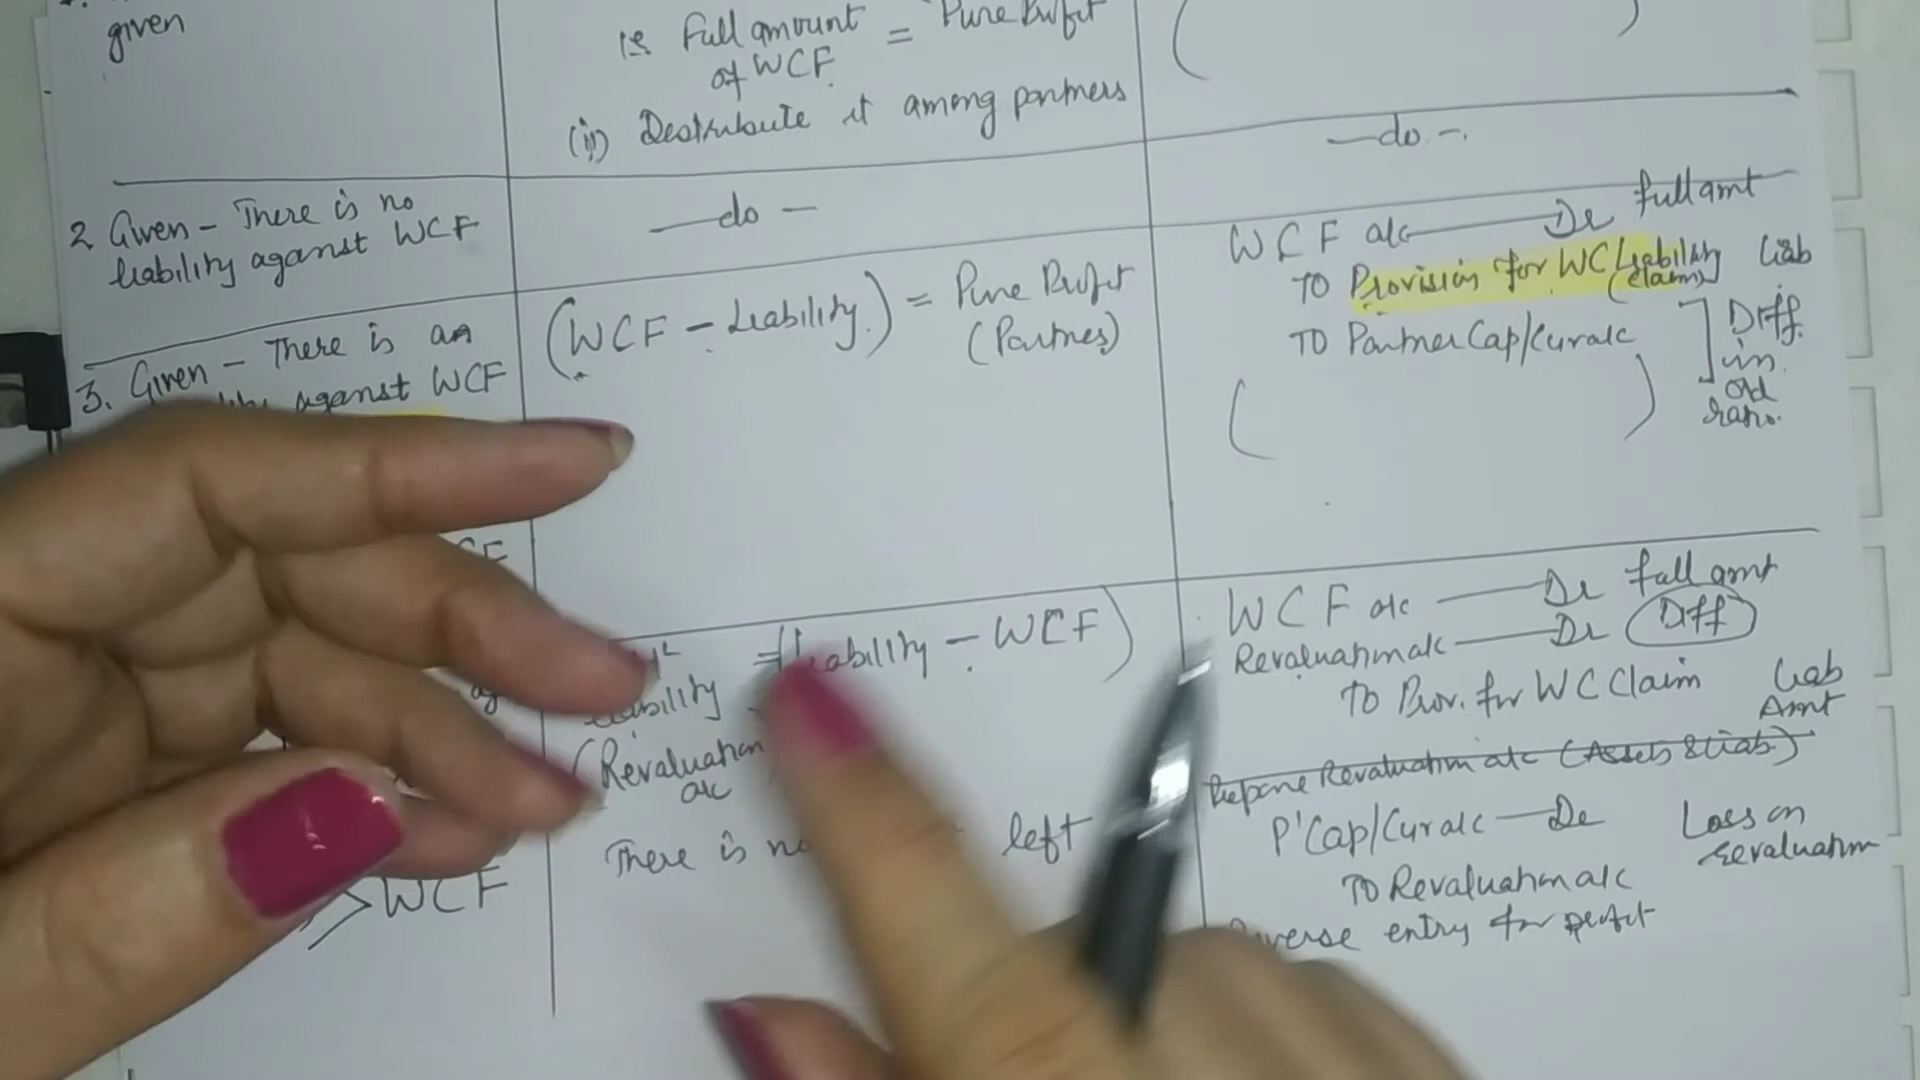 given
is Full amount = Pure Profit
of WCF
(ii) Destribute it among partners
2 Given - There is no
liability against WCF
— do —
— do -.
3. Given - There is an
against WCF
(WCF - Liability) = Pure Profit
(Partners)
WCF a/c — Dr Full amt
To Provision for WC Liability Liab
(claim)
To Partner Cap/Cur a/c
Diff.
in
old
ratio.
= (Liability - WCF)
Liability
(Revaluation
a/c
There is no left
> WCF
WCF a/c — Dr full amt
Revaluation a/c — Dr Diff
To Prov. for WC Claim Liab
Amt
Prepare Revaluation a/c (Assets & Liab.)
P' Cap/Cur a/c — Dr Loss on
revaluation
To Revaluation a/c
entry for profit